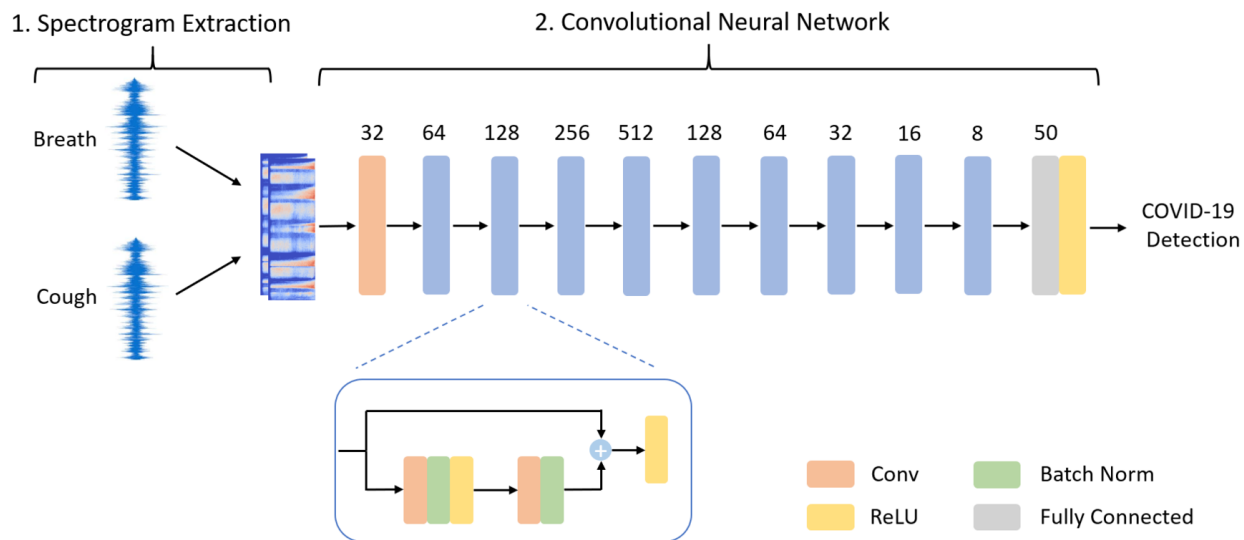 1. Spectrogram Extraction
2. Convolutional Neural Network
Breath
Cough
32 64 128 256 512 128 64 32 16 8 50
COVID-19
Detection
+
Conv
Batch Norm
ReLU
Fully Connected